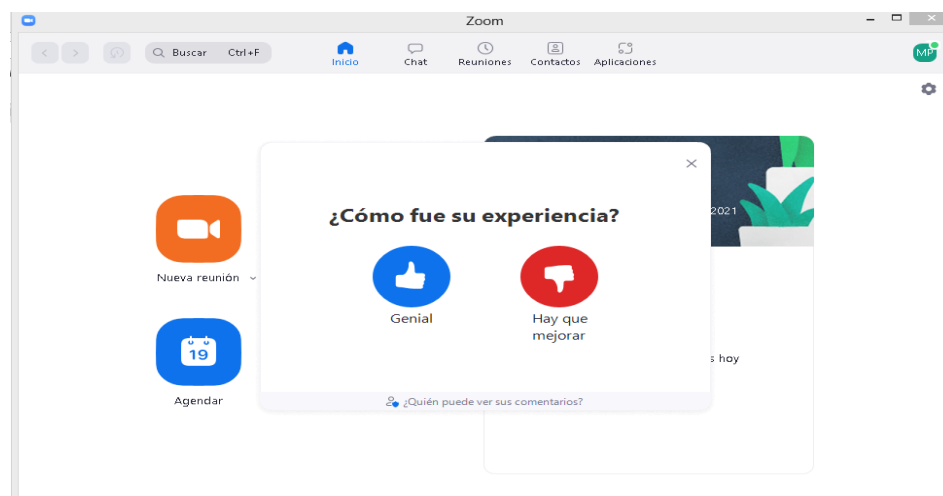 Zoom
Buscar Ctrl+F
Inicio
Chat
Reuniones
Contactos
Aplicaciones
MP
2021
¿Cómo fue su experiencia?
Nueva reunión
Genial
Hay que
mejorar
19
hoy
Agendar
¿Quién puede ver sus comentarios?